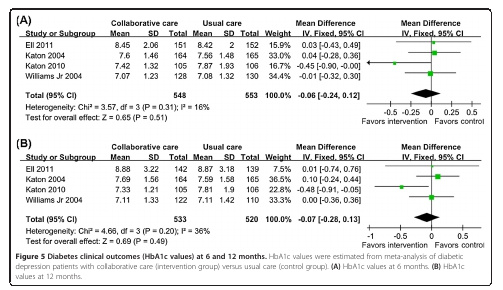 (A)
Collaborative care Usual care Mean Difference Mean Difference
Study or Subgroup Mean SD Total Mean SD Total Weight IV, Fixed, 95% CI IV, Fixed, 95% CI
Ell 2011 8.45 2.06 151 8.42 2 152 15.9% 0.03 [-0.43, 0.49]
Katon 2004 7.6 1.46 164 7.56 1.48 165 32.5% 0.04 [-0.28, 0.36]
Katon 2010 7.42 1.32 105 7.87 1.93 106 16.7% -0.45 [-0.90, -0.00]
Williams Jr 2004 7.07 1.23 128 7.08 1.32 130 34.9% -0.01 [-0.32, 0.30]
Total (95% CI) 548 553 100.0% -0.06 [-0.24, 0.12]
Heterogeneity: Chi² = 3.57, df = 3 (P = 0.31); I² = 16%
Test for overall effect: Z = 0.65 (P = 0.51)
-0.5 -0.25 0 0.25 0.5
Favors intervention Favors control
(B)
Collaborative care Usual care Mean Difference Mean Difference
Study or Subgroup Mean SD Total Mean SD Total Weight IV, Fixed, 95% CI IV, Fixed, 95% CI
Ell 2011 8.88 3.22 142 8.87 3.18 139 7.5% 0.01 [-0.74, 0.76]
Katon 2004 7.69 1.56 164 7.59 1.58 165 0.10 [-0.24, 0.44]
Katon 2010 7.33 1.21 105 7.81 1.9 106 -0.48 [-0.91, -0.05]
Williams Jr 2004 7.11 1.33 122 7.11 1.42 110 0.00 [-0.36, 0.36]
Total (95% CI) 533 520 100.0% -0.07 [-0.28, 0.13]
Heterogeneity: Chi² = 4.66, df = 3 (P = 0.20); I² = 36%
Test for overall effect: Z = 0.69 (P = 0.49)
-1 -0.5 0 0.5 1
Favors intervention Favors control
Figure 5 Diabetes clinical outcomes (HbA1c values) at 6 and 12 months. HbA1c values were estimated from meta-analysis of diabetic
depression patients with collaborative care (intervention group) versus usual care (control group). (A) HbA1c values at 6 months. (B) HbA1c
values at 12 months.